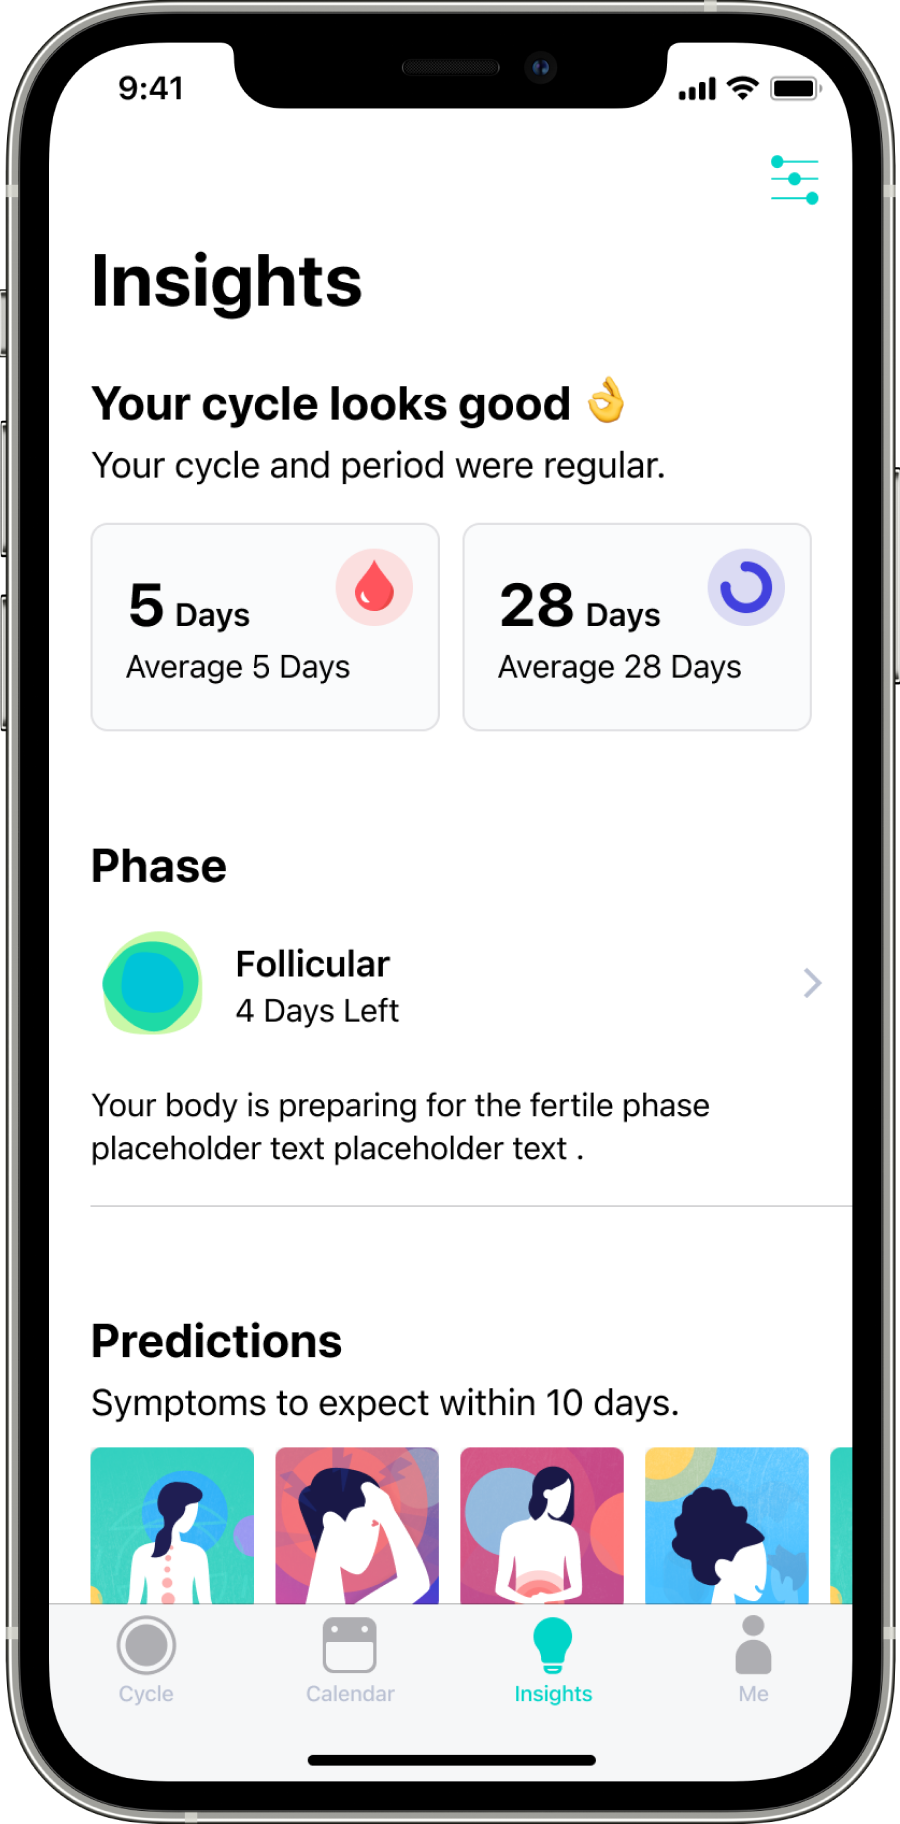 9:41
Insights
Your cycle looks good 👌
Your cycle and period were regular.
5 Days
Average 5 Days
28 Days
Average 28 Days
Phase
Follicular
4 Days Left
Your body is preparing for the fertile phase
placeholder text placeholder text .
Predictions
Symptoms to expect within 10 days.
Cycle
Calendar
Insights
Me